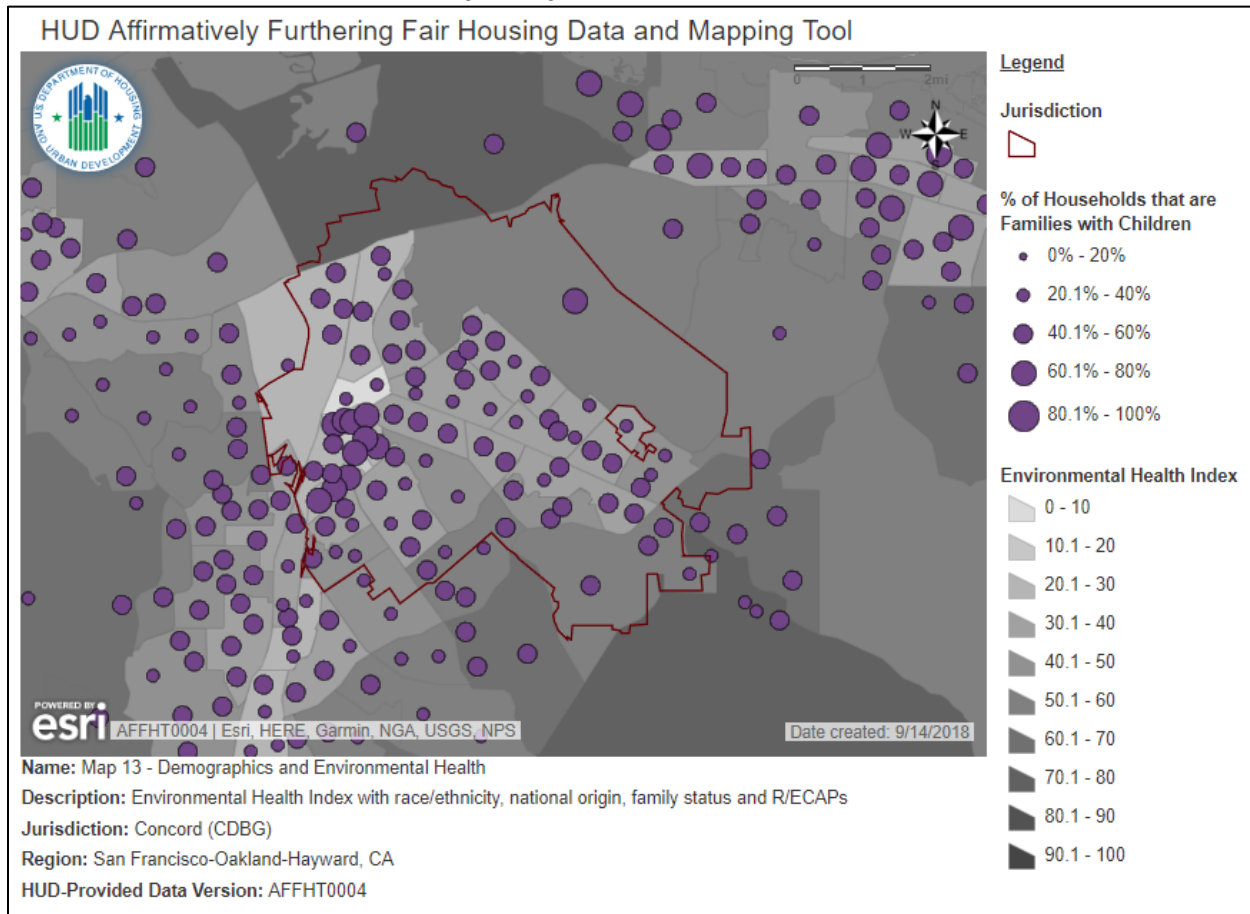 HUD Affirmatively Furthering Fair Housing Data and Mapping Tool
U.S. DEPARTMENT OF HOUSING
AND URBAN DEVELOPMENT
0 1 2mi
N
W E
S
POWERED BY
esri
AFFHT0004 | Esri, HERE, Garmin, NGA, USGS, NPS
Date created: 9/14/2018
Legend
Jurisdiction
% of Households that are
Families with Children
0% - 20%
20.1% - 40%
40.1% - 60%
60.1% - 80%
80.1% - 100%
Environmental Health Index
0 - 10
10.1 - 20
20.1 - 30
30.1 - 40
40.1 - 50
50.1 - 60
60.1 - 70
70.1 - 80
80.1 - 90
90.1 - 100
Name: Map 13 - Demographics and Environmental Health
Description: Environmental Health Index with race/ethnicity, national origin, family status and R/ECAPs
Jurisdiction: Concord (CDBG)
Region: San Francisco-Oakland-Hayward, CA
HUD-Provided Data Version: AFFHT0004